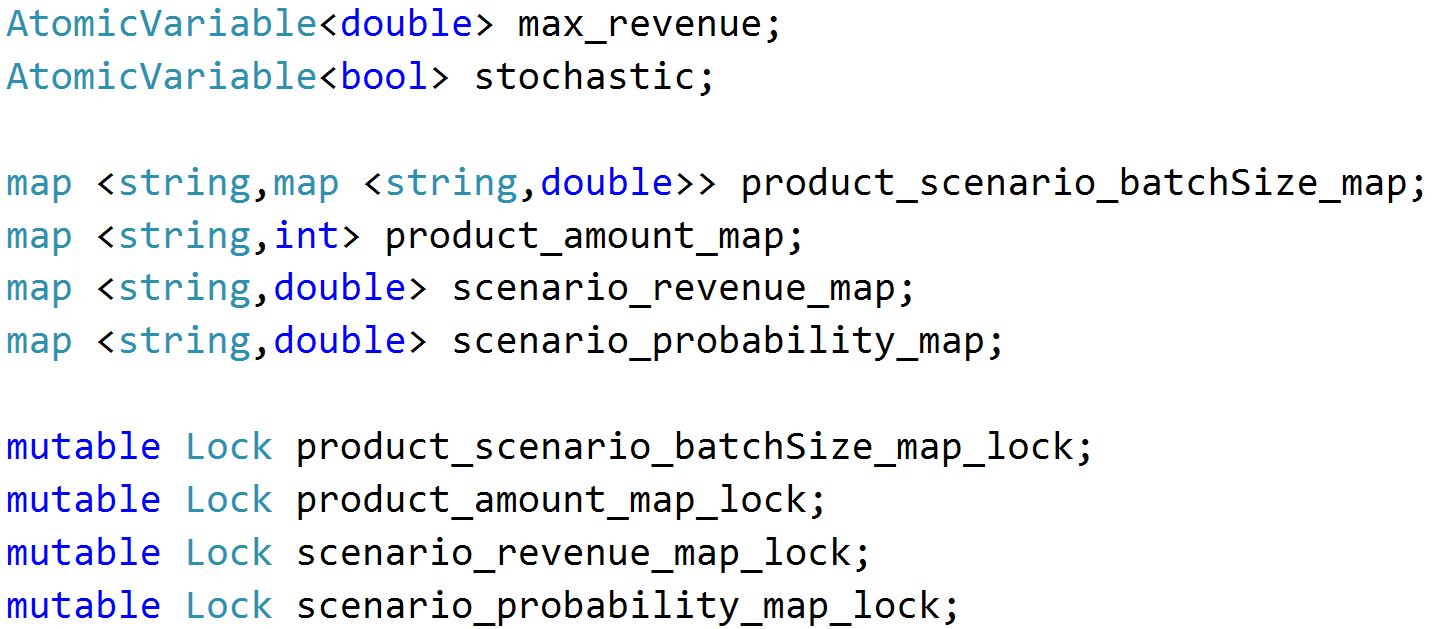 AtomicVariable<double> max_revenue;
AtomicVariable<bool> stochastic;
map <string,map <string,double>> product_scenario_batchSize_map;
map <string,int> product_amount_map;
map <string,double> scenario_revenue_map;
map <string,double> scenario_probability_map;
mutable Lock product_scenario_batchSize_map_lock;
mutable Lock product_amount_map_lock;
mutable Lock scenario_revenue_map_lock;
mutable Lock scenario_probability_map_lock;